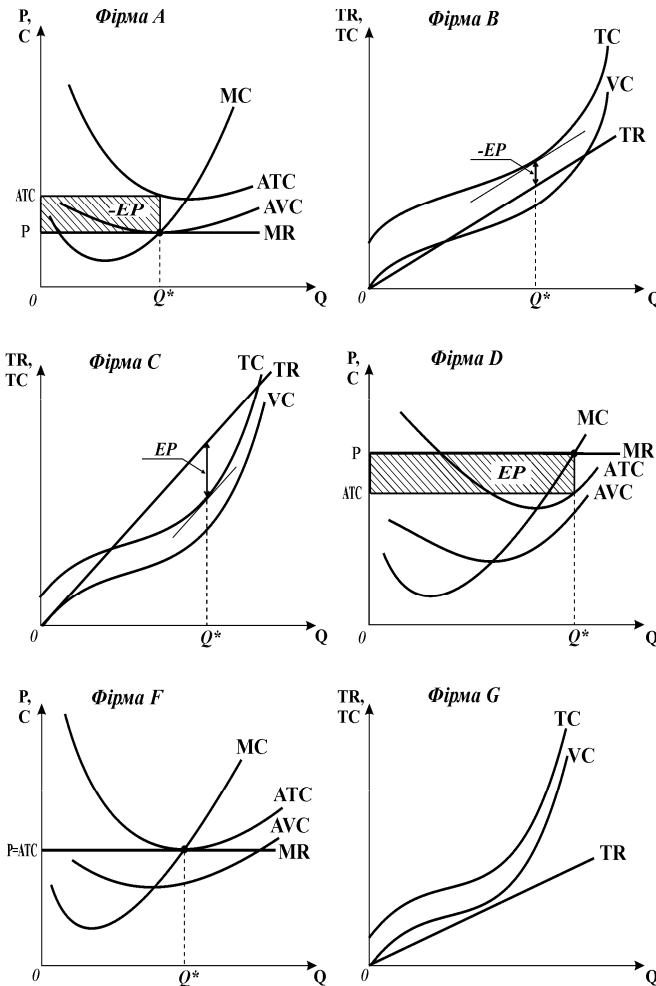 P,
C
Фірма A
MC
ATC
ATC
-EP
AVC
P
MR
0
Q*
Q
TR,
TC
Фірма B
TC
VC
TR
-EP
0
Q*
Q
TR,
TC
Фірма C
TC
TR
VC
EP
0
Q*
Q
P,
C
Фірма D
MC
P
MR
EP
ATC
ATC
AVC
0
Q*
Q
P,
C
Фірма F
MC
ATC
AVC
P=ATC
MR
0
Q*
Q
TR,
TC
Фірма G
TC
VC
TR
0
Q